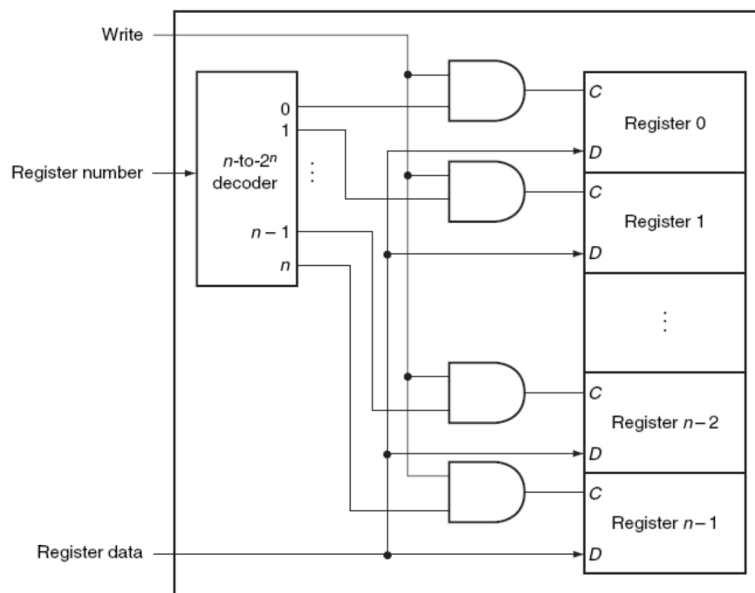 Write
0
1
n-to-2ⁿ
decoder
⋮
n – 1
n
Register number
Register data
C
Register 0
D
C
Register 1
D
⋮
C
Register n – 2
D
C
Register n – 1
D